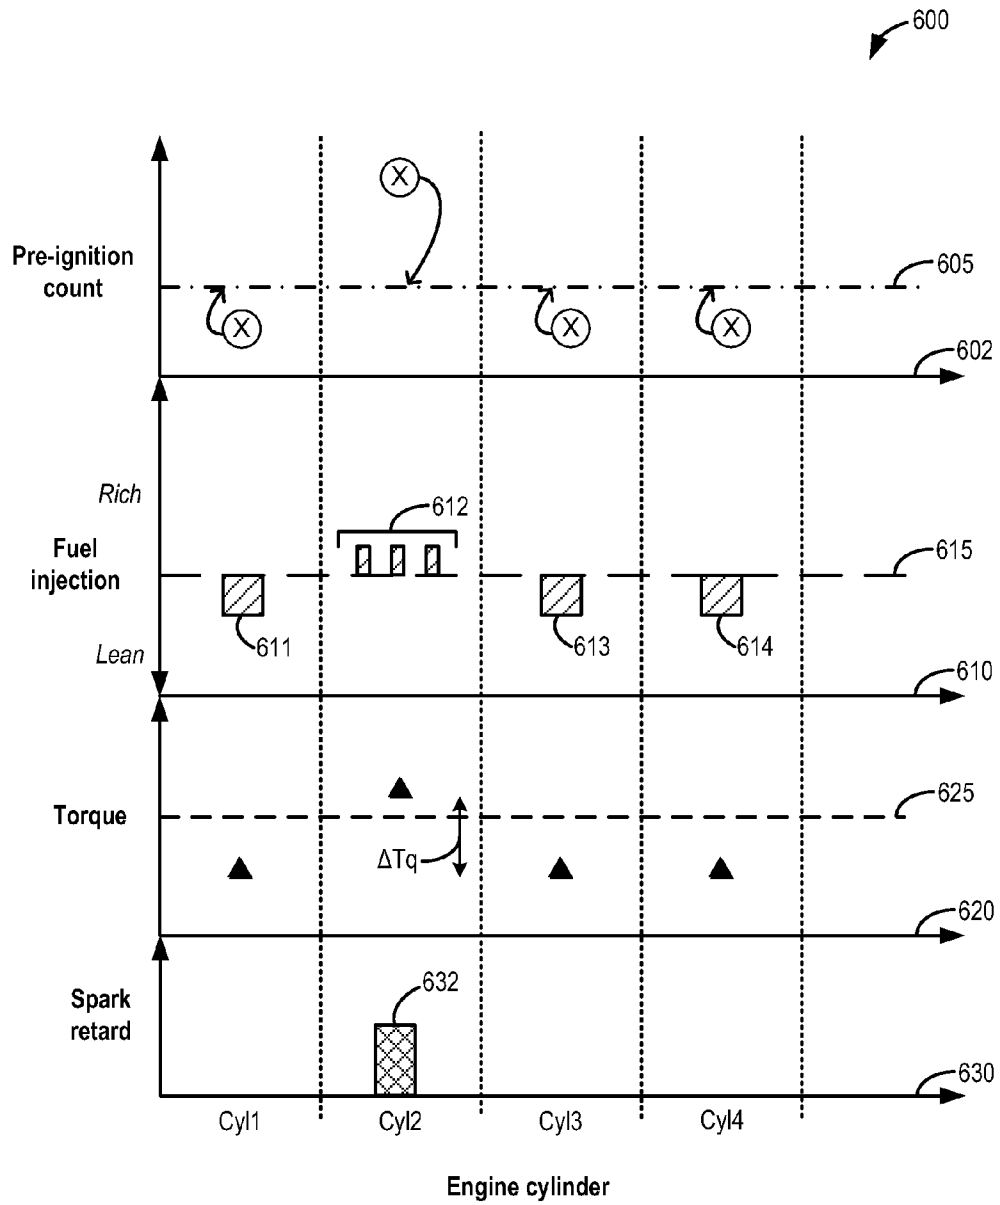 600
X
Pre-ignition
count
605
X
X
X
602
Rich
612
Fuel
injection
615
611
613
614
Lean
610
625
Torque
ΔTq
620
Spark
retard
632
630
Cyl1
Cyl2
Cyl3
Cyl4
Engine cylinder